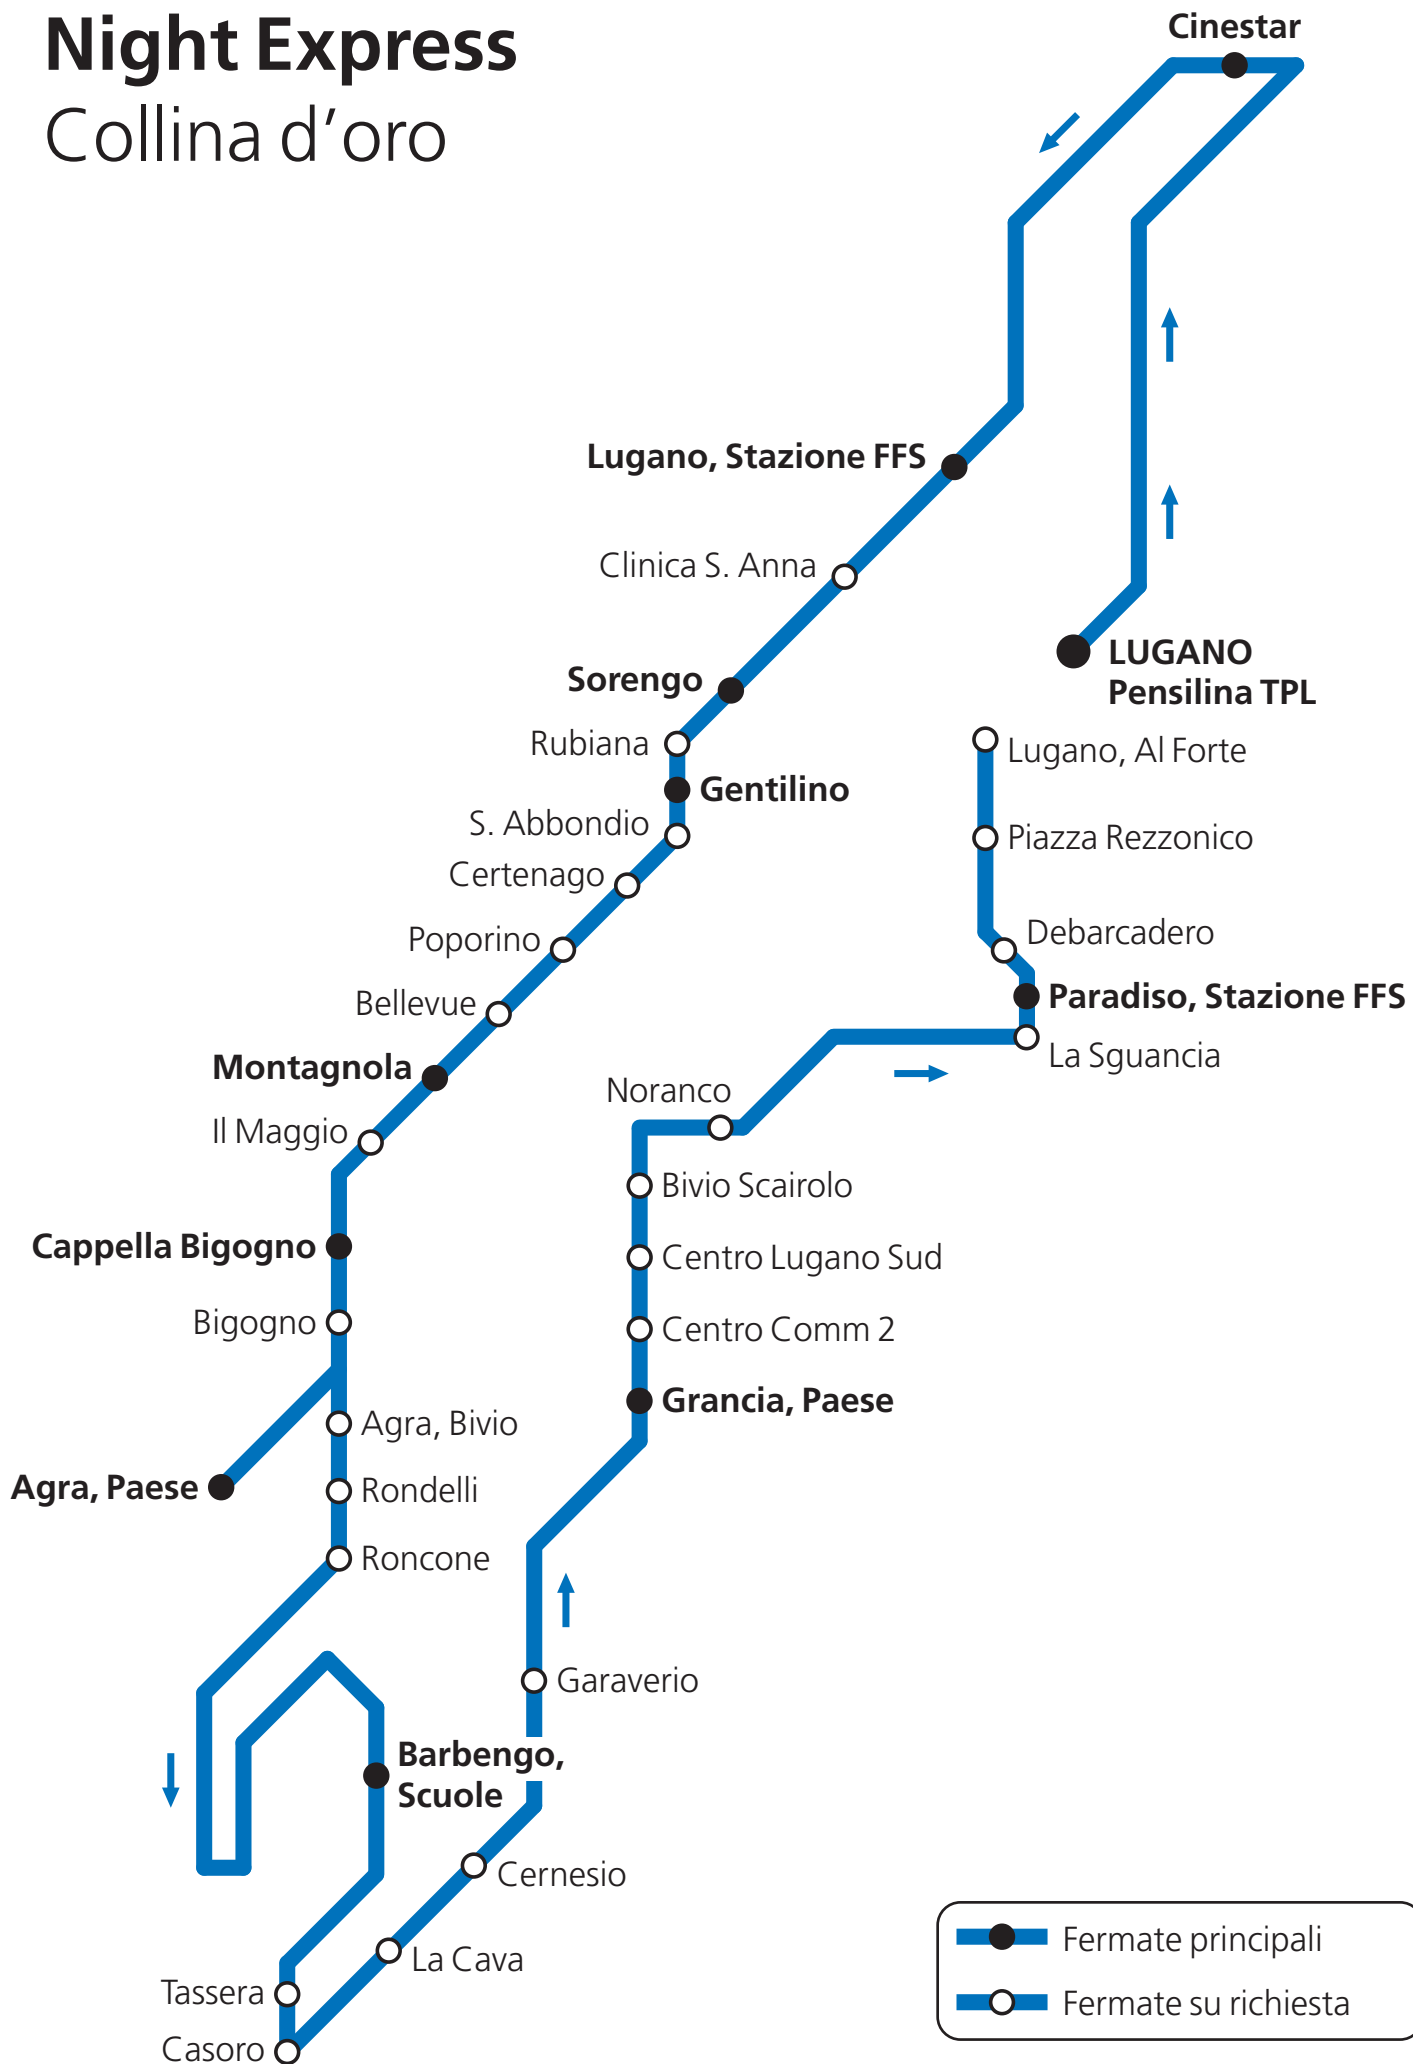 Night Express
Collina d’oro
Cinestar
Lugano, Stazione FFS
Clinica S. Anna
LUGANO
Pensilina TPL
Sorengo
Rubiana
Lugano, Al Forte
Gentilino
S. Abbondio
Piazza Rezzonico
Certenago
Poporino
Debarcadero
Bellevue
Paradiso, Stazione FFS
La Sguancia
Montagnola
Noranco
Il Maggio
Bivio Scairolo
Cappella Bigogno
Centro Lugano Sud
Bigogno
Centro Comm 2
Grancia, Paese
Agra, Bivio
Agra, Paese
Rondelli
Roncone
Garaverio
Barbengo,
Scuole
Cernesio
La Cava
Tassera
Casoro
Fermate principali
Fermate su richiesta